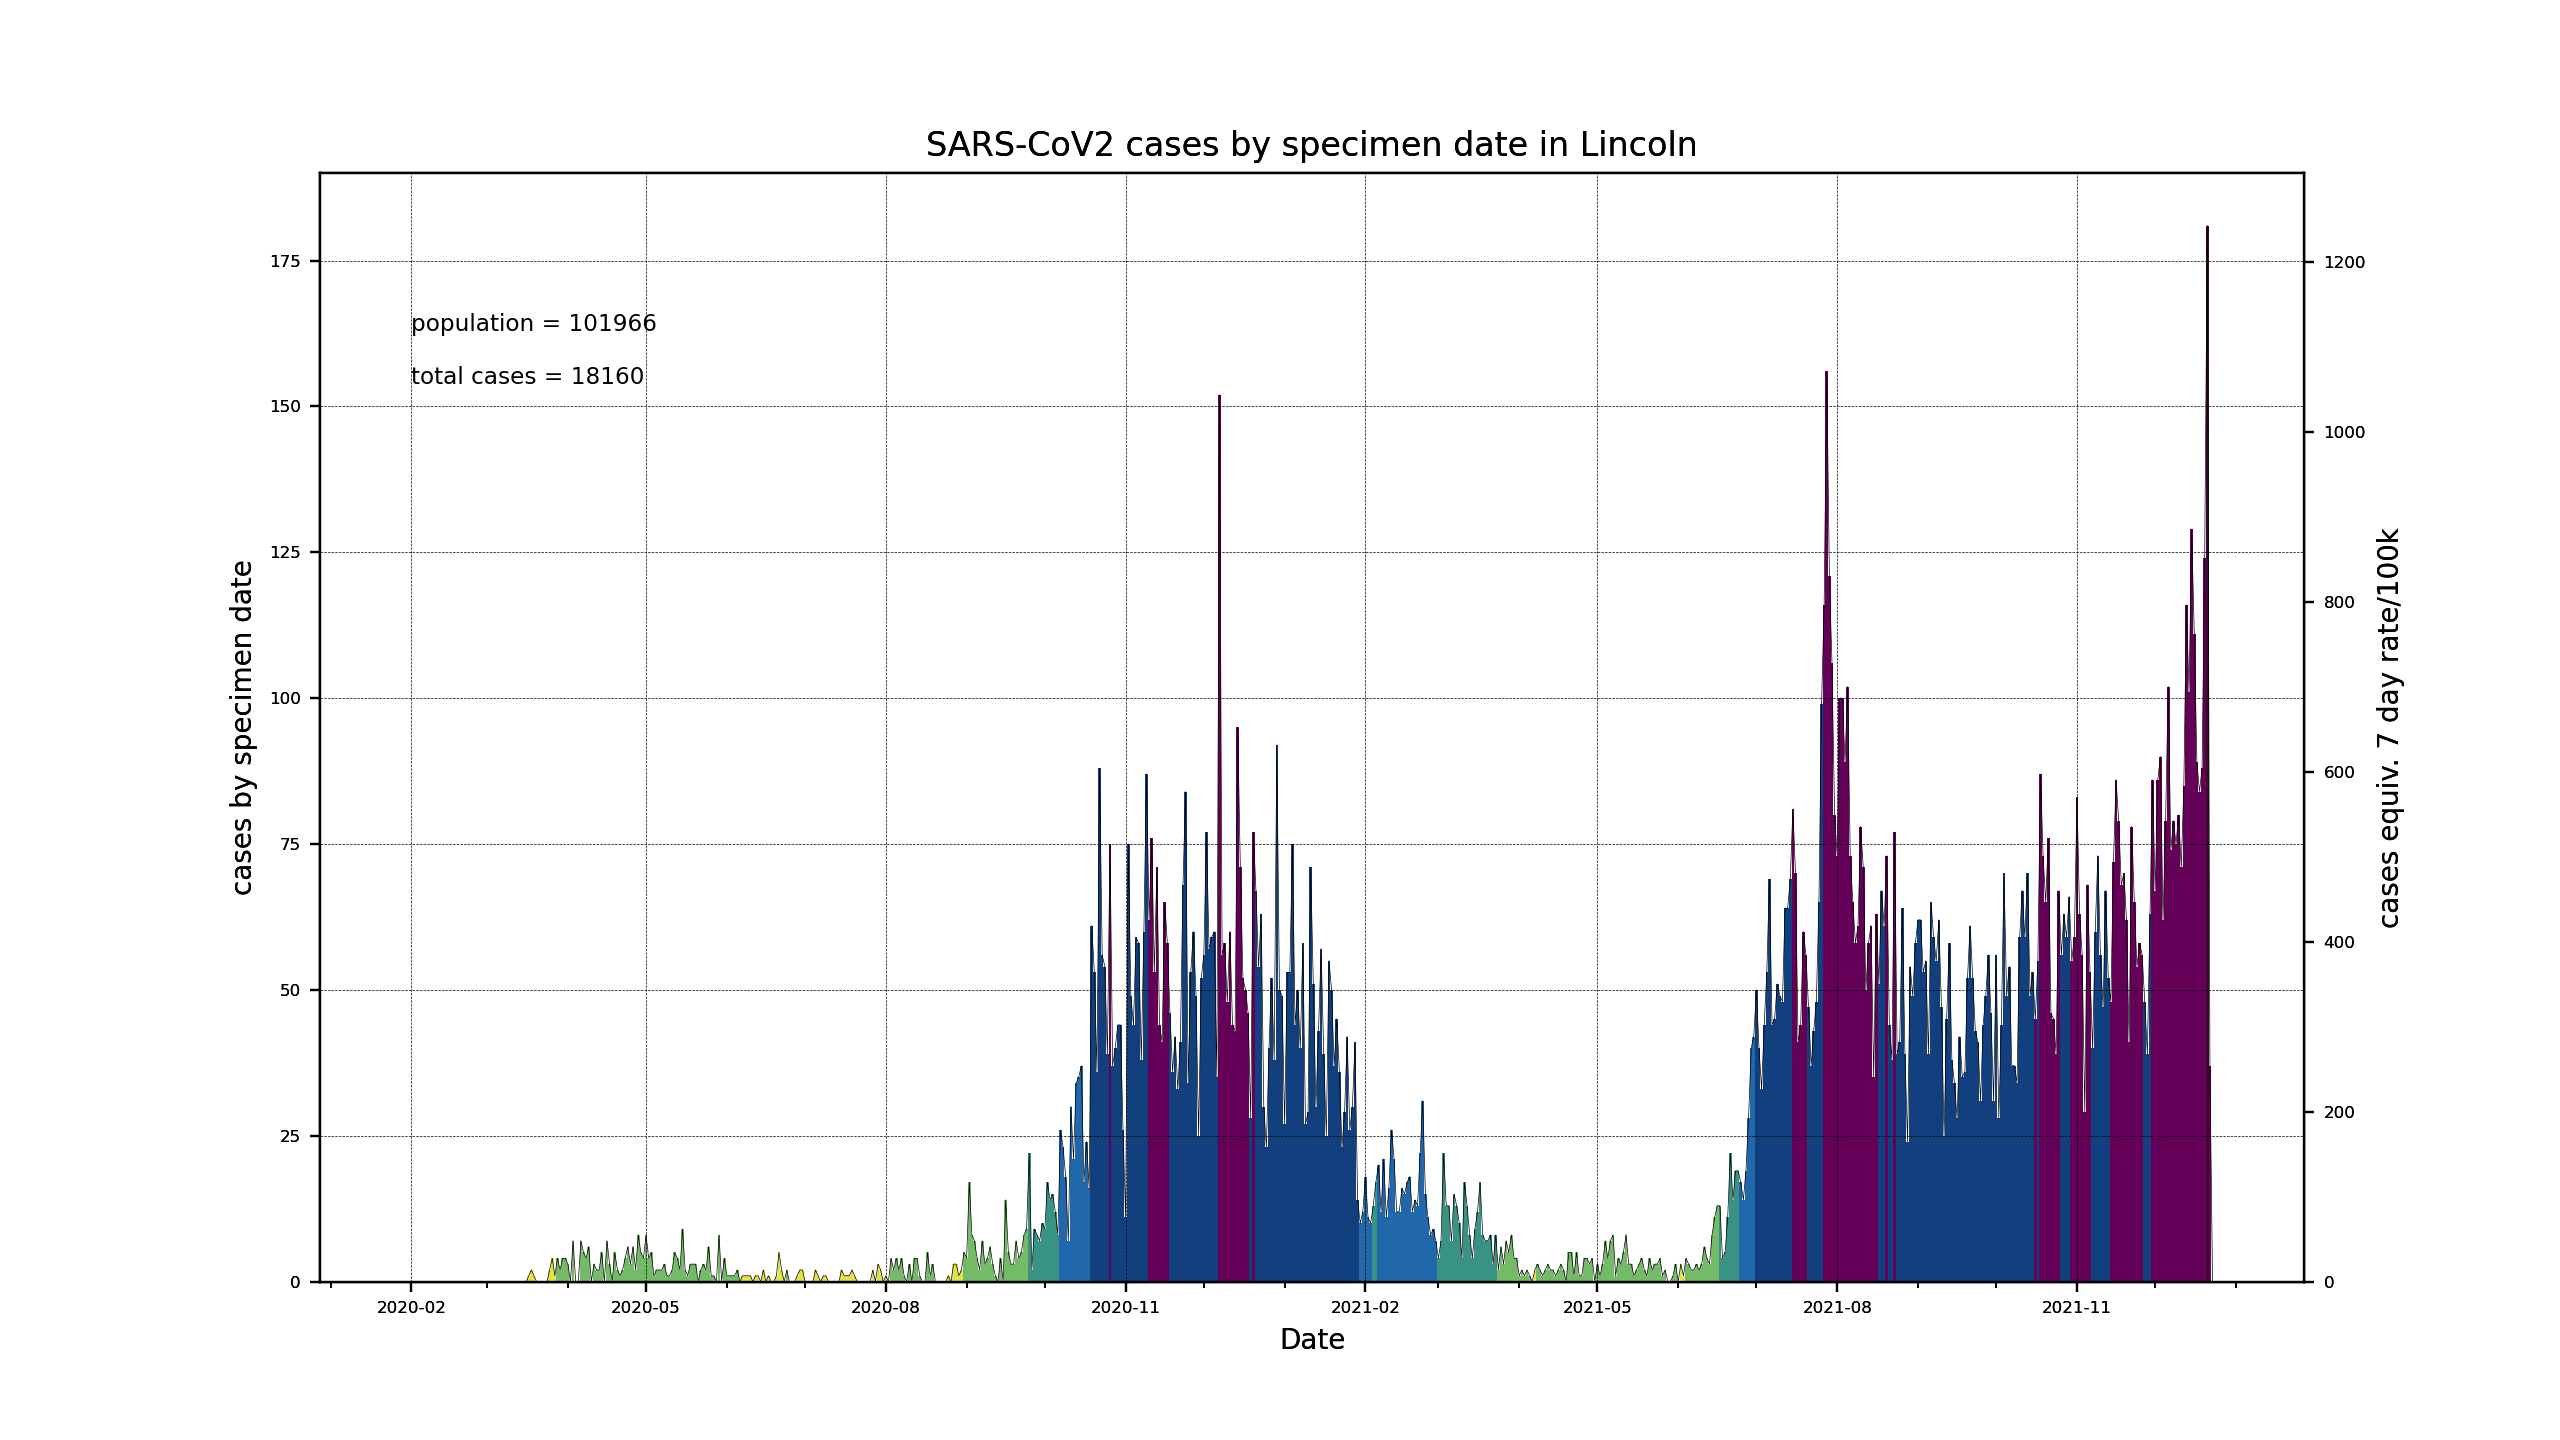 SARS-CoV2 cases by specimen date in Lincoln
population = 101966
total cases = 18160
cases by specimen date
175
150
125
100
75
50
25
0
1200
1000
800
600
400
200
0
cases equiv. 7 day rate/100k
2020-02 2020-05 2020-08 2020-11 2021-02 2021-05 2021-08 2021-11
Date